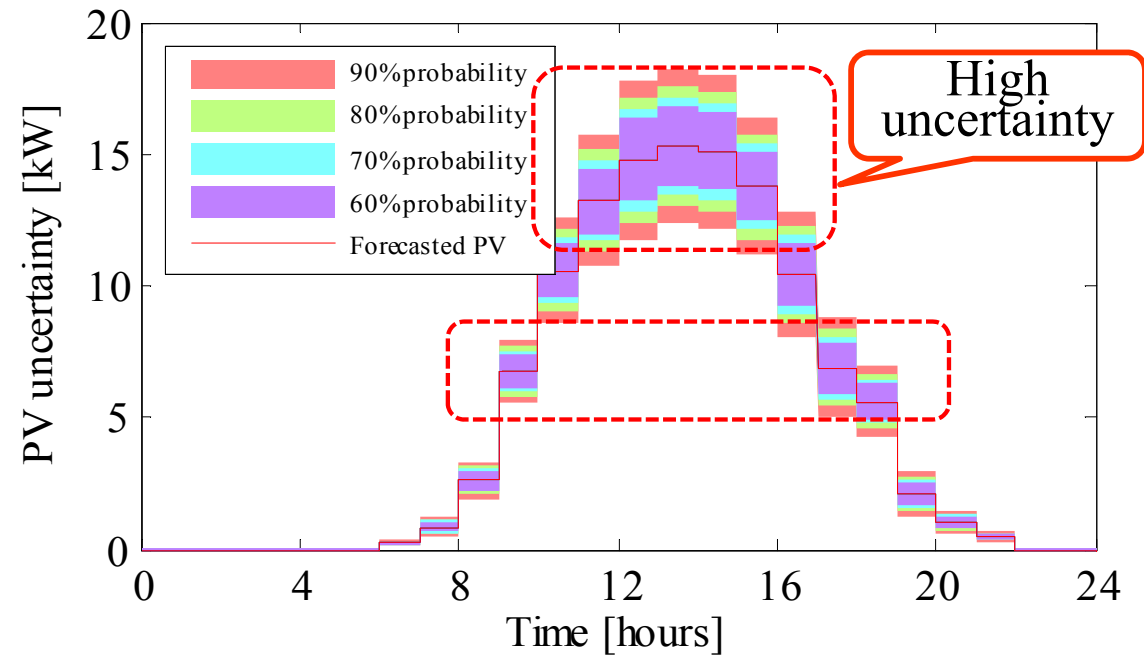 20
15
10
5
0
PV uncertainty [kW]
90%probability
80%probability
70%probability
60%probability
Forecasted PV
High
uncertainty
0
4
8
12
16
20
24
Time [hours]